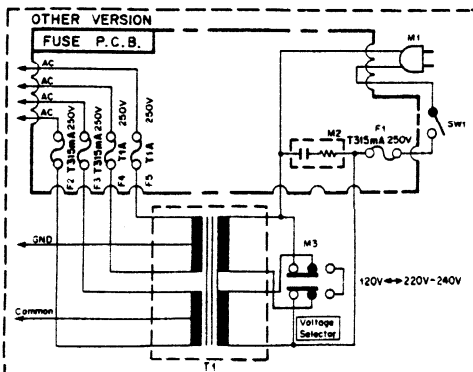 OTHER VERSION
FUSE P.C.B.
AC
AC
AC
AC
F2 T315mA 250V
F3 T315mA 250V
F4 T1A 250V
F5 T1A 250V
M1
SW1
M2
F1
T315mA 250V
GND
Common
M3
120V↔220V-240V
Voltage
Selector
T1